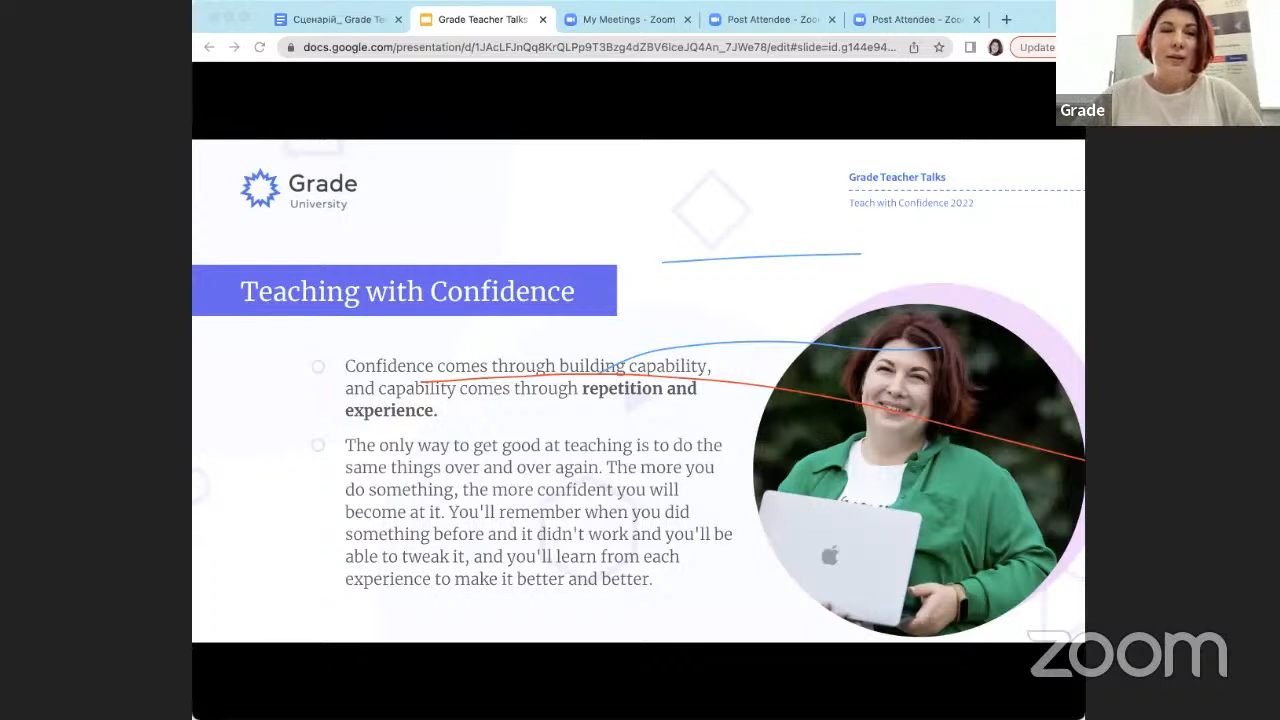 Сценарій_ Grade Te
Grade Teacher Talks
My Meetings - Zoom
Post Attendee - Zoo
Post Attendee - Zoo
docs.google.com/presentation/d/1JAcLFJnQq8KrQLPp9T3Bzg4dZBV6IceJQ4An_7JWe78/edit#slide=id.g144e94...
Update
Grade
Grade
University
Grade Teacher Talks
Teach with Confidence 2022
Teaching with Confidence
Confidence comes through building capability,
and capability comes through repetition and
experience.
The only way to get good at teaching is to do the
same things over and over again. The more you
do something, the more confident you will
become at it. You'll remember when you did
something before and it didn't work and you'll be
able to tweak it, and you'll learn from each
experience to make it better and better.
zoom